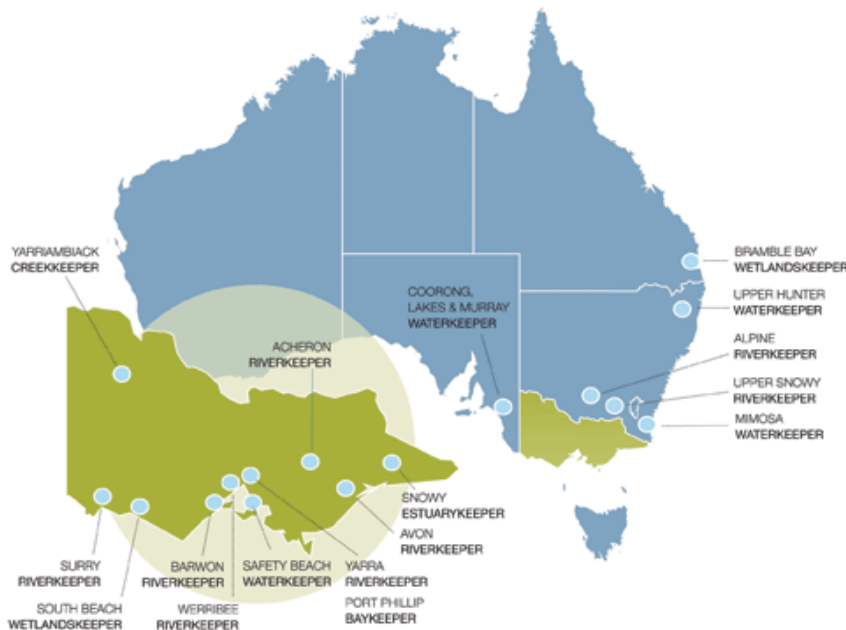 YARRIAMBIACK
CREEKKEEPER
BRAMBLE BAY
WETLANDSKEEPER
COORONG,
LAKES & MURRAY
WATERKEEPER
UPPER HUNTER
WATERKEEPER
ACHERON
RIVERKEEPER
ALPINE
RIVERKEEPER
UPPER SNOWY
RIVERKEEPER
MIMOSA
WATERKEEPER
SNOWY
ESTUARYKEEPER
AVON
RIVERKEEPER
SURRY
RIVERKEEPER
BARWON
RIVERKEEPER
SAFETY BEACH
WATERKEEPER
YARRA
RIVERKEEPER
SOUTH BEACH
WETLANDSKEEPER
WERRIBEE
RIVERKEEPER
PORT PHILLIP
BAYKEEPER